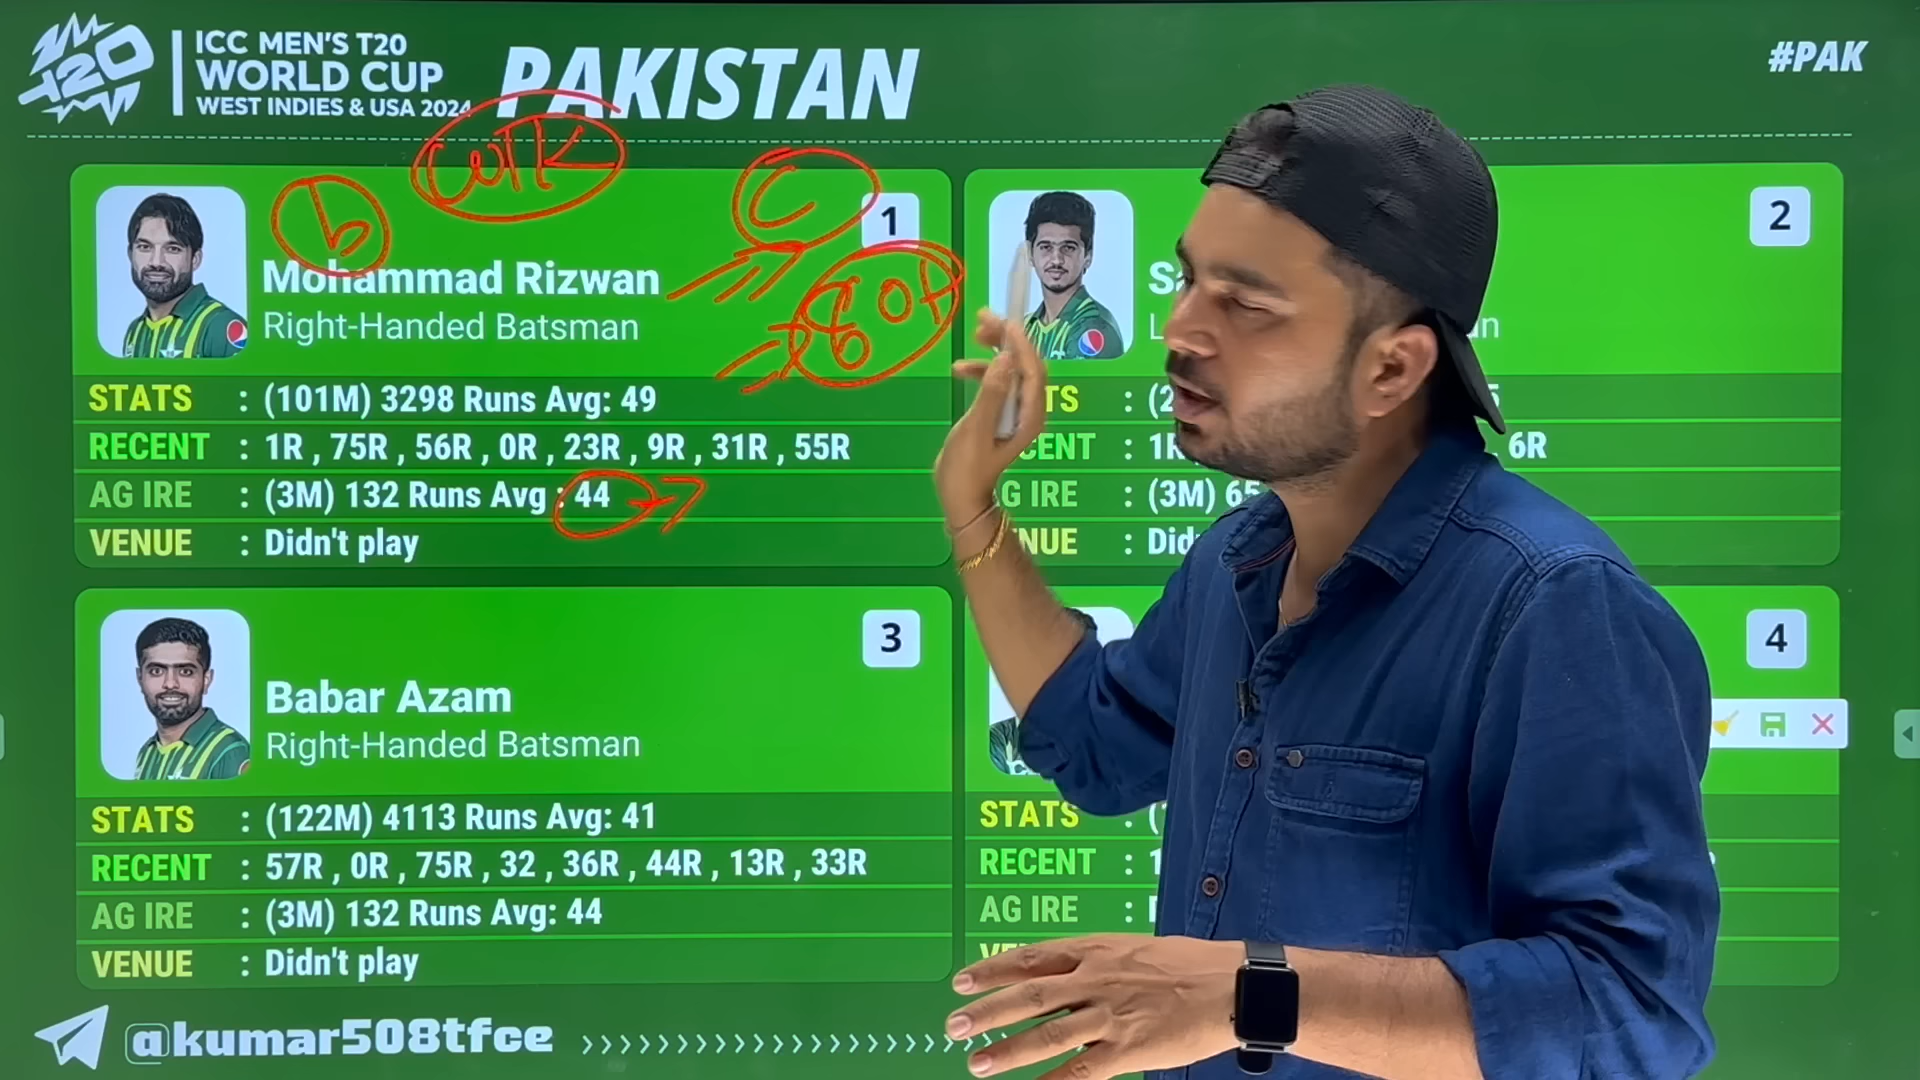 ICC MEN'S T20
WORLD CUP
WEST INDIES & USA 2024
PAKISTAN
#PAK
b
WTK
C
1
Mohammad Rizwan
Right-Handed Batsman
STATS : (101M) 3298 Runs Avg: 49
RECENT : 1R , 75R , 56R , 0R , 23R , 9R , 31R , 55R
AG IRE : (3M) 132 Runs Avg : 44
VENUE : Didn't play
2
: (3M) 65
6R
3
Babar Azam
Right-Handed Batsman
STATS : (122M) 4113 Runs Avg: 41
RECENT : 57R , 0R , 75R , 32 , 36R , 44R , 13R , 33R
AG IRE : (3M) 132 Runs Avg: 44
VENUE : Didn't play
4
STATS :
RECENT :
AG IRE :
@kumar508tfce